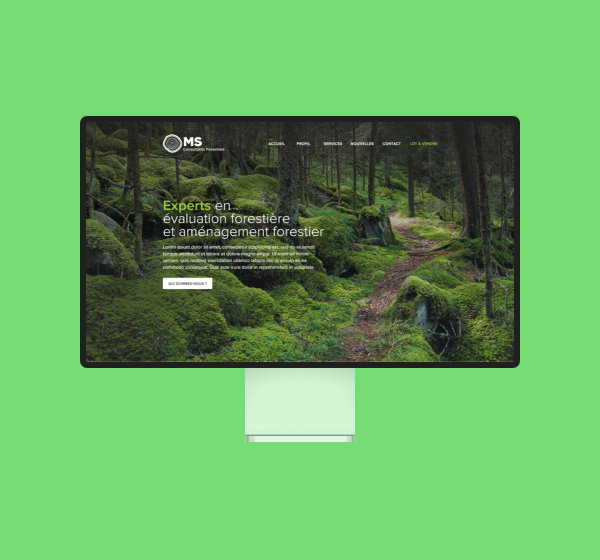 MS
Consultants Forestiers
ACCUEIL PROFIL SERVICES NOUVELLES CONTACT LOT À VENDRE
Experts en
évaluation forestière
et aménagement forestier
Lorem ipsum dolor sit amet, consectetur adipiscing elit, sed do eiusmod
tempor incididunt ut labore et dolore magna aliqua. Ut enim ad minim
veniam, quis nostrud exercitation ullamco laboris nisi ut aliquip ex ea
commodo consequat. Duis aute irure dolor in reprehenderit in voluptate
QUI SOMMES-NOUS ?